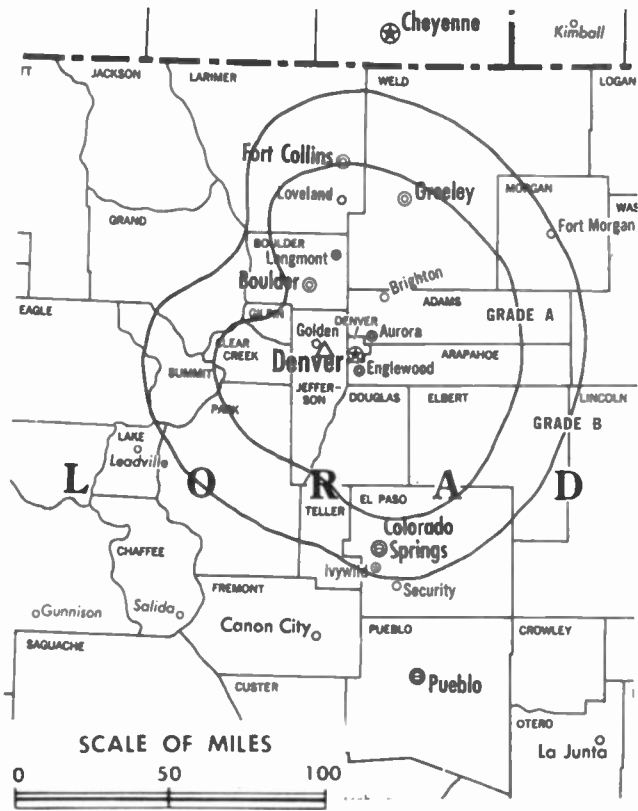 Cheyenne
Kimball
JACKSON
LARIMER
WELD
LOGAN
Fort Collins
Loveland
Greeley
MORGAN
WAS
Fort Morgan
GRAND
BOULDER
Longmont
Boulder
Brighton
EAGLE
GILPIN
ADAMS
GRADE A
DENVER
Golden
Aurora
CLEAR
CREEK
Denver
ARAPAHOE
Englewood
SUMMIT
JEFFER-
SON
DOUGLAS
ELBERT
LINCOLN
PARK
GRADE B
LAKE
Leadville
L O R A D
TELLER
EL PASO
Colorado
Springs
CHAFFEE
Ivywild
Security
FREMONT
Gunnison
Salida
Canon City
PUEBLO
CROWLEY
SAGUACHE
CUSTER
Pueblo
OTERO
La Junta
SCALE OF MILES
0 50 100